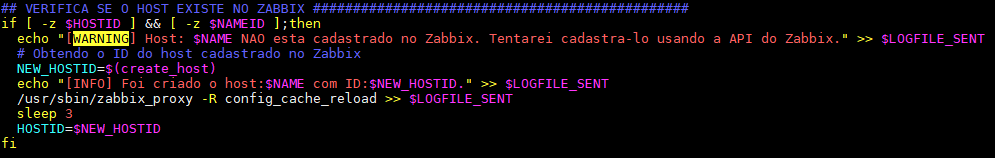 ## VERIFICA SE O HOST EXISTE NO ZABBIX #############################################
if [ -z $HOSTID ] && [ -z $NAMEID ];then
  echo "[WARNING] Host: $NAME NAO esta cadastrado no Zabbix. Tentarei cadastra-lo usando a API do Zabbix." >> $LOGFILE_SENT
  # Obtendo o ID do host cadastrado no Zabbix
  NEW_HOSTID=$(create_host)
  echo "[INFO] Foi criado o host:$NAME com ID:$NEW_HOSTID." >> $LOGFILE_SENT
  /usr/sbin/zabbix_proxy -R config_cache_reload >> $LOGFILE_SENT
  sleep 3
  HOSTID=$NEW_HOSTID
fi